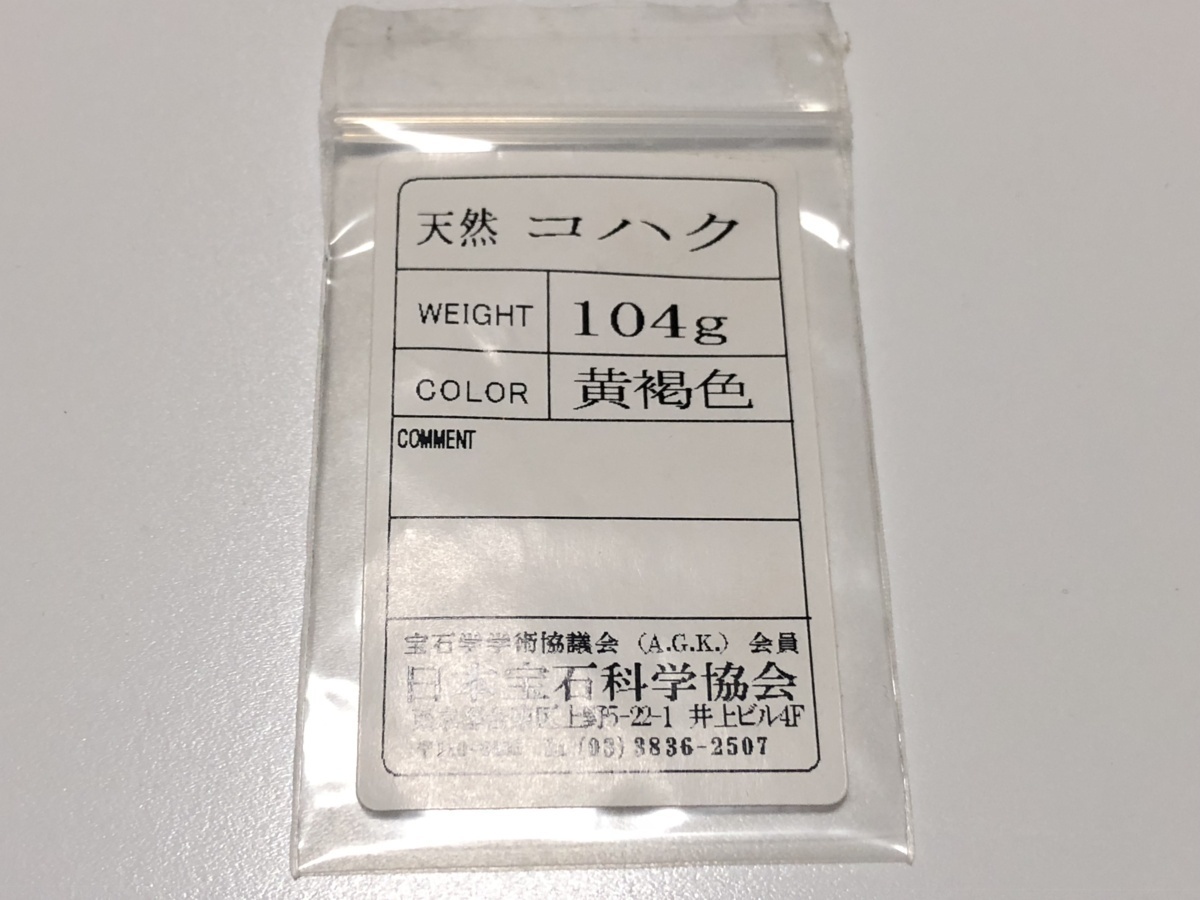 天然 コハク
WEIGHT 104g
COLOR 黄褐色
COMMENT
宝石学学術協議会 (A.G.K.) 会員
日本宝石科学協会
上野5-22-1 井上ビル4F
(03) 3836-2507